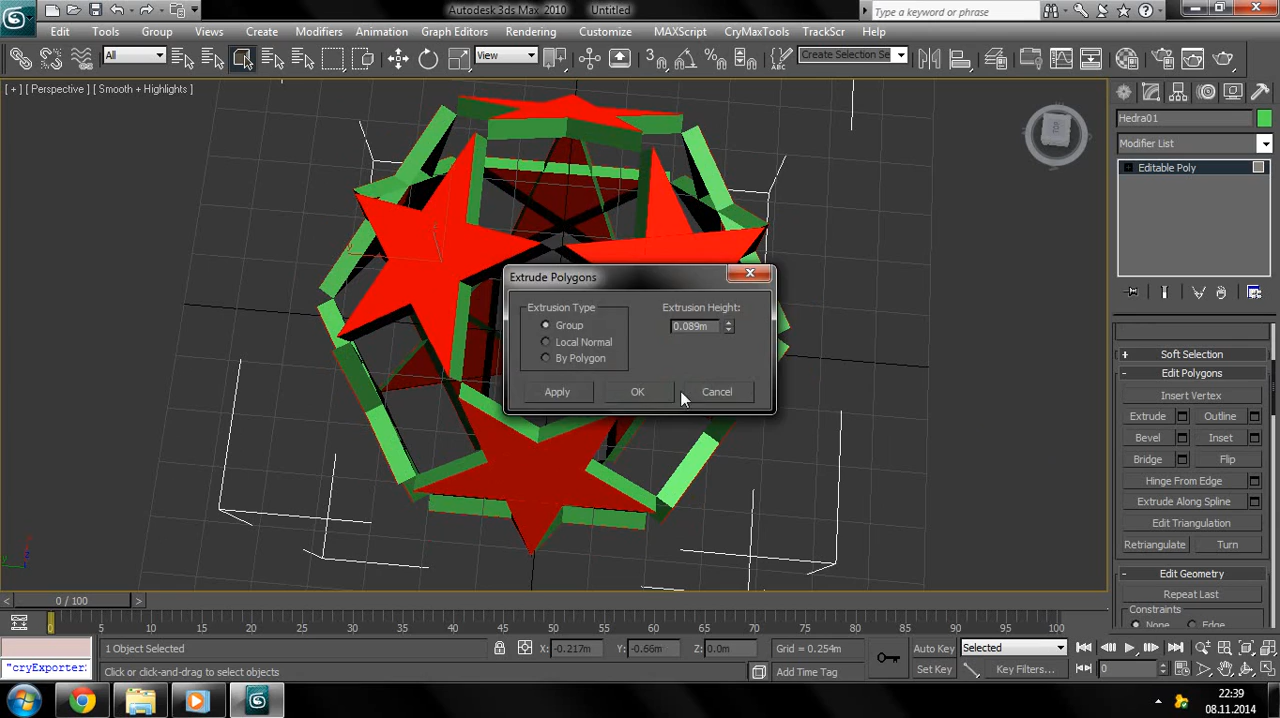 Autodesk 3ds Max 2010 Untitled
Type a keyword or phrase
Edit Tools Group Views Create Modifiers Animation Graph Editors Rendering Customize MAXScript CryMaxTools TrackScr Help
All View Create Selection Se
[ + ] [ Perspective ] [ Smooth + Highlights ]
TOP
Hedra01
Modifier List
Editable Poly
Extrude Polygons
Extrusion Type
Group
Local Normal
By Polygon
Extrusion Height:
0.089m
Apply OK Cancel
Soft Selection
Edit Polygons
Insert Vertex
Extrude Outline
Bevel Inset
Bridge Flip
Hinge From Edge
Extrude Along Spline
Edit Triangulation
Retriangulate Turn
Edit Geometry
Repeat Last
Constraints
None Edge
< 0 / 100 >
0 5 10 15 20 25 30 35 40 45 50 55 60 65 70 75 80 85 90 95 100
1 Object Selected X: -0.217m Y: -0.66m Z: 0.0m Grid = 0.254m Auto Key Selected
"cryExporter: Click or click-and-drag to select objects Add Time Tag Set Key Key Filters... 0
22:39
08.11.2014